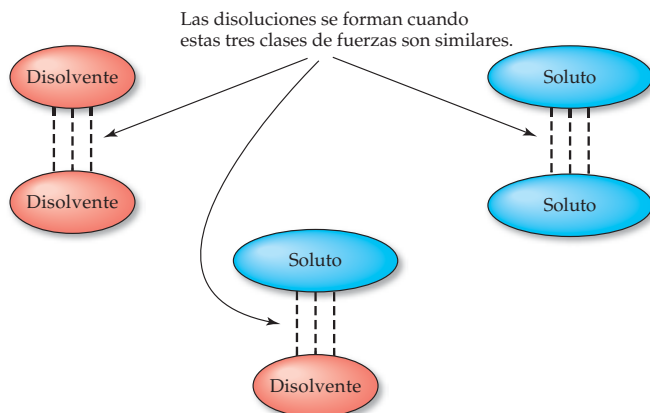 Las disoluciones se forman cuando
estas tres clases de fuerzas son similares.
Disolvente
Soluto
Disolvente
Soluto
Soluto
Disolvente